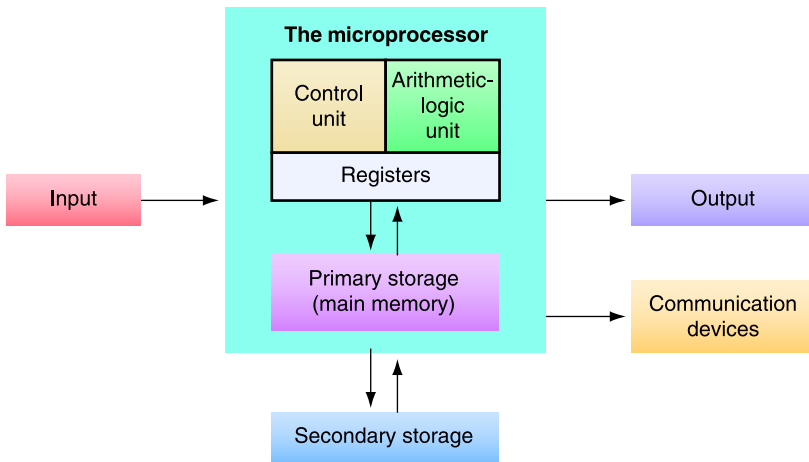 The microprocessor
Control
unit
Arithmetic-
logic
unit
Registers
Input
Output
Primary storage
(main memory)
Communication
devices
Secondary storage